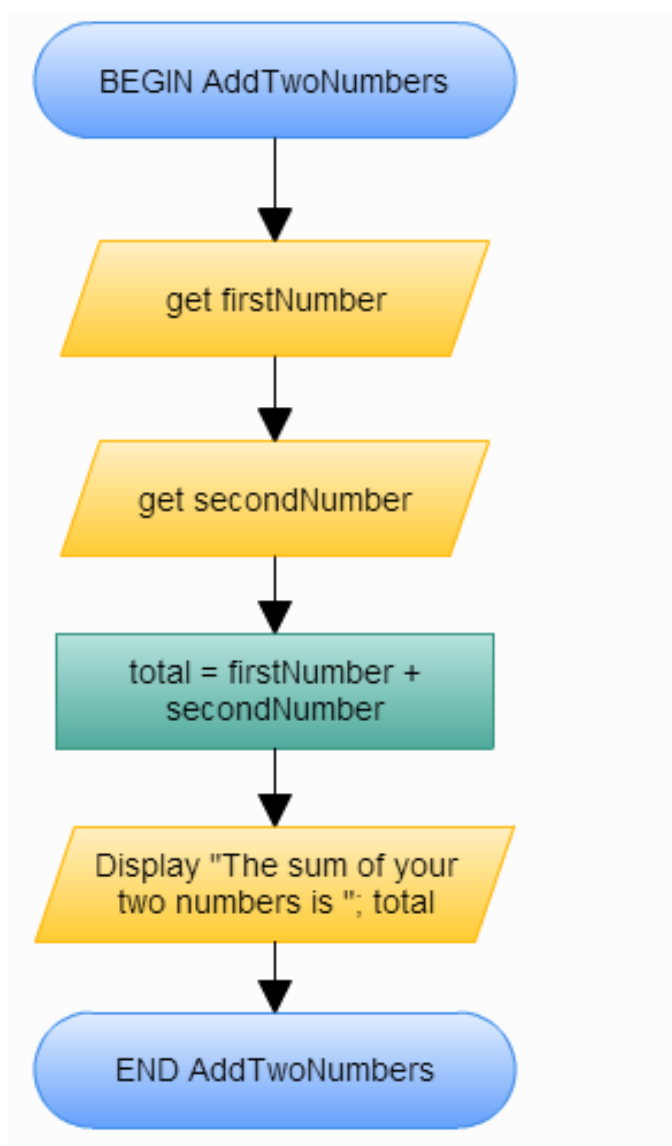 BEGIN AddTwoNumbers
get firstNumber
get secondNumber
total = firstNumber +
secondNumber
Display "The sum of your
two numbers is "; total
END AddTwoNumbers